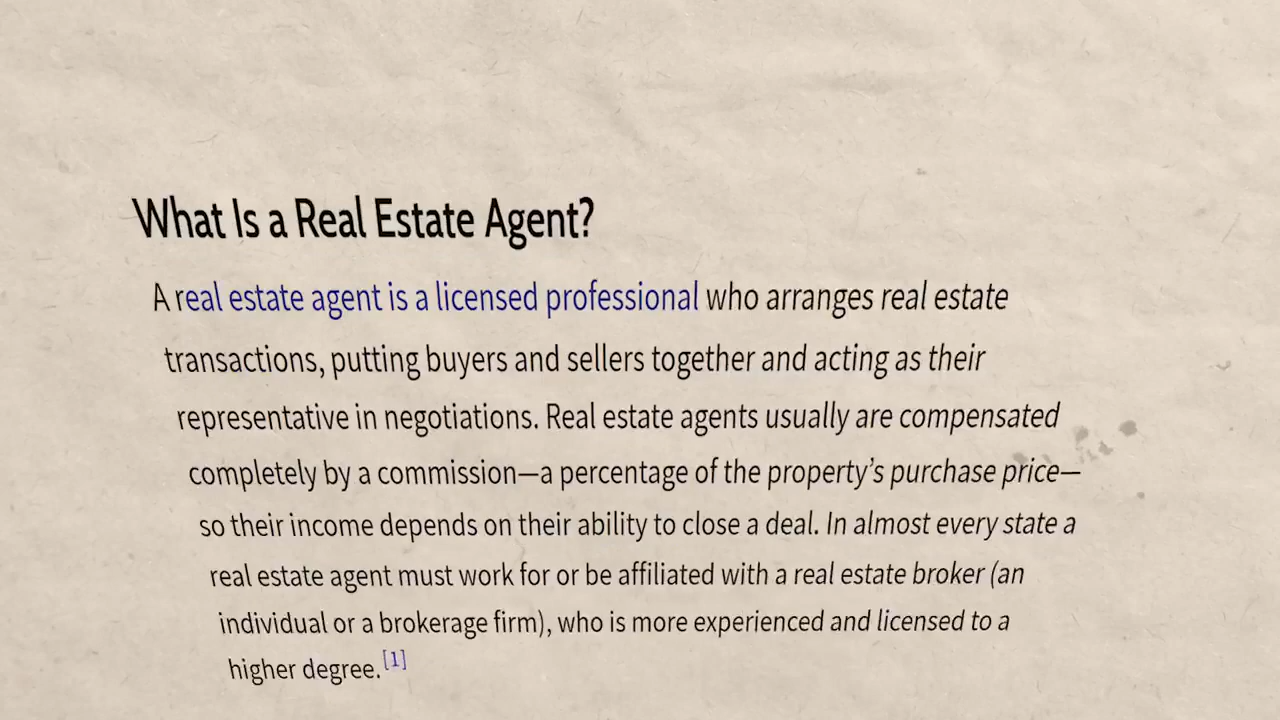 What Is a Real Estate Agent?
A real estate agent is a licensed professional who arranges real estate
transactions, putting buyers and sellers together and acting as their
representative in negotiations. Real estate agents usually are compensated
completely by a commission—a percentage of the property’s purchase price—
so their income depends on their ability to close a deal. In almost every state a
real estate agent must work for or be affiliated with a real estate broker (an
individual or a brokerage firm), who is more experienced and licensed to a
higher degree.[1]